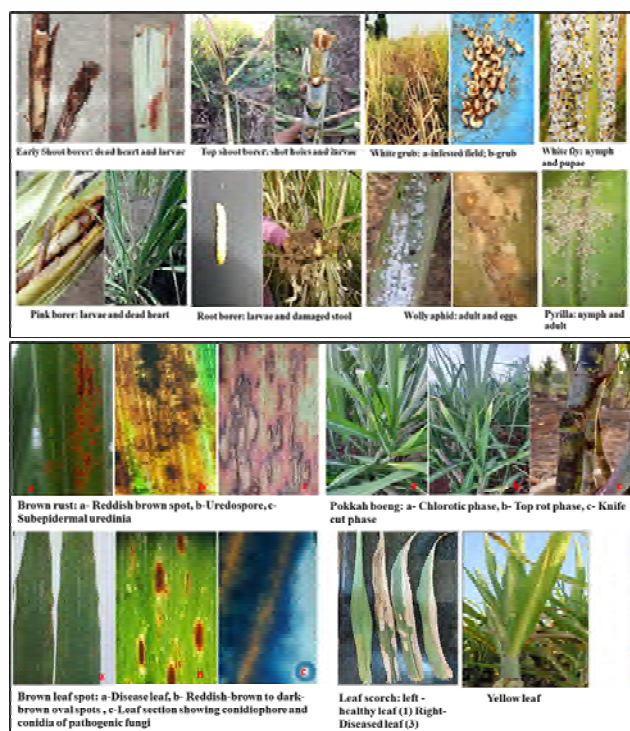 Early Shoot borer: dead heart and larvae
Top shoot borer: shot holes and larvae
White grub: a-infested field; b-grub
White fly: nymph
and pupae
Pink borer: larvae and dead heart
Root borer: larvae and damaged stool
Wolly aphid: adult and eggs
Pyrilla: nymph and
adult
a
b
c
Brown rust: a- Reddish brown spot, b-Uredospore, c-
Subepidermal uredinia
a
b
c
Pokkah boeng: a- Chlorotic phase, b- Top rot phase, c- Knife
cut phase
a
B
C
Brown leaf spot: a-Disease leaf, b- Reddish-brown to dark-
brown oval spots , c-Leaf section showing conidiophore and
conidia of pathogenic fungi
Leaf scorch: left -
healthy leaf (1) Right-
Diseased leaf (3)
Yellow leaf